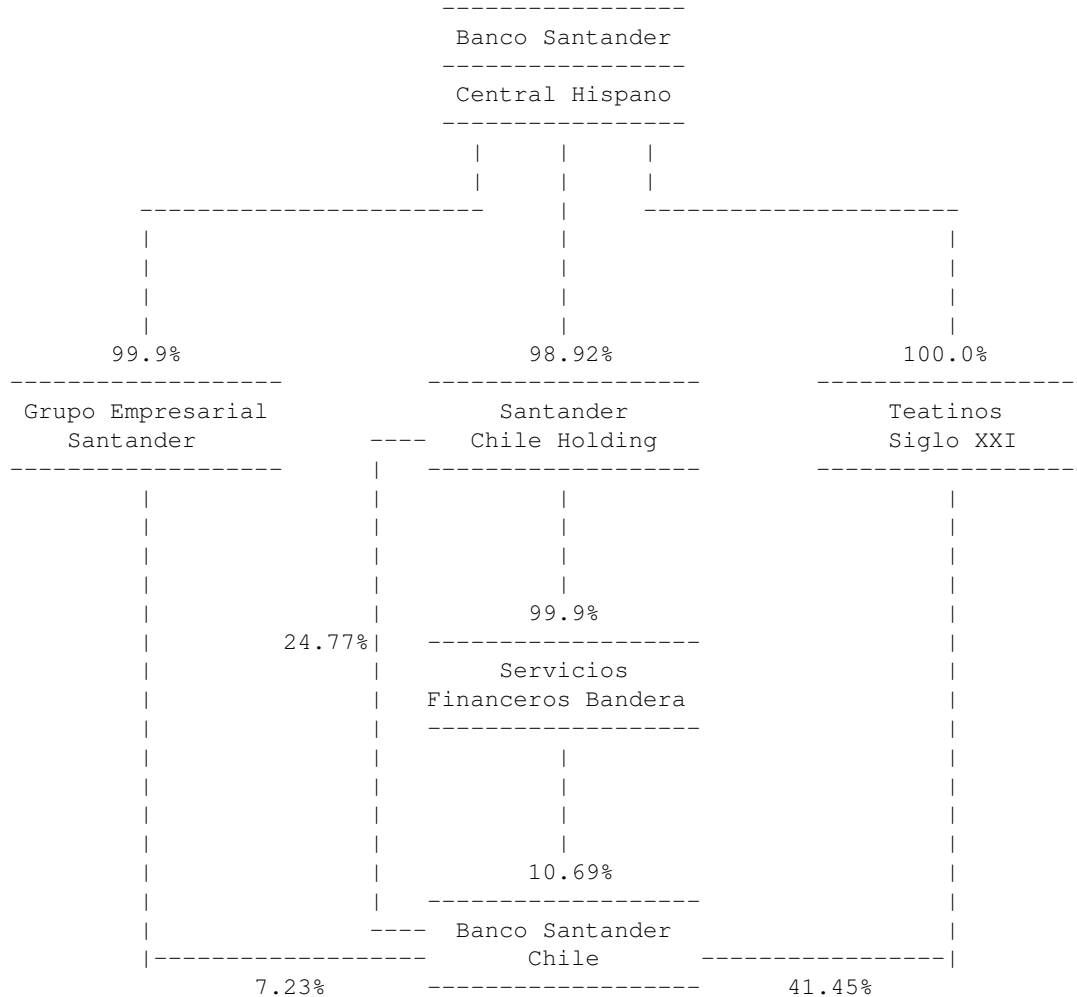 Banco Santander
Central Hispano
99.9% 98.92% 100.0%
Grupo Empresarial Santander Teatinos
Santander Chile Holding Siglo XXI
99.9%
24.77%
Servicios
Financeros Bandera
10.69%
Banco Santander
Chile
7.23% 41.45%